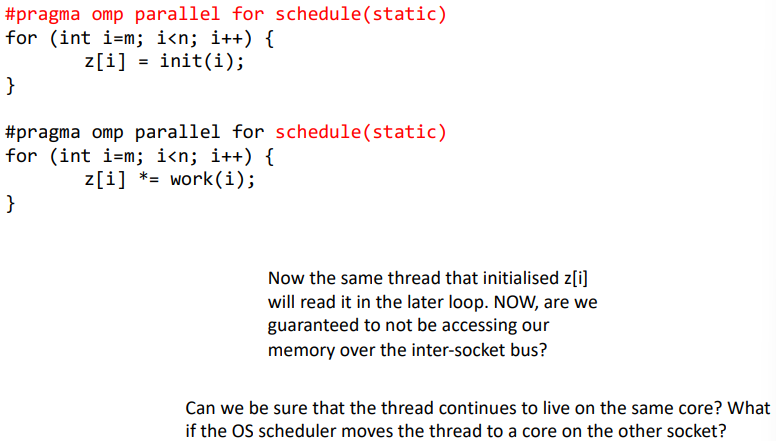 #pragma omp parallel for schedule(static)
for (int i=m; i<n; i++) {
        z[i] = init(i);
}
#pragma omp parallel for schedule(static)
for (int i=m; i<n; i++) {
        z[i] *= work(i);
}
Now the same thread that initialised z[i]
will read it in the later loop. NOW, are we
guaranteed to not be accessing our
memory over the inter-socket bus?
Can we be sure that the thread continues to live on the same core? What
if the OS scheduler moves the thread to a core on the other socket?